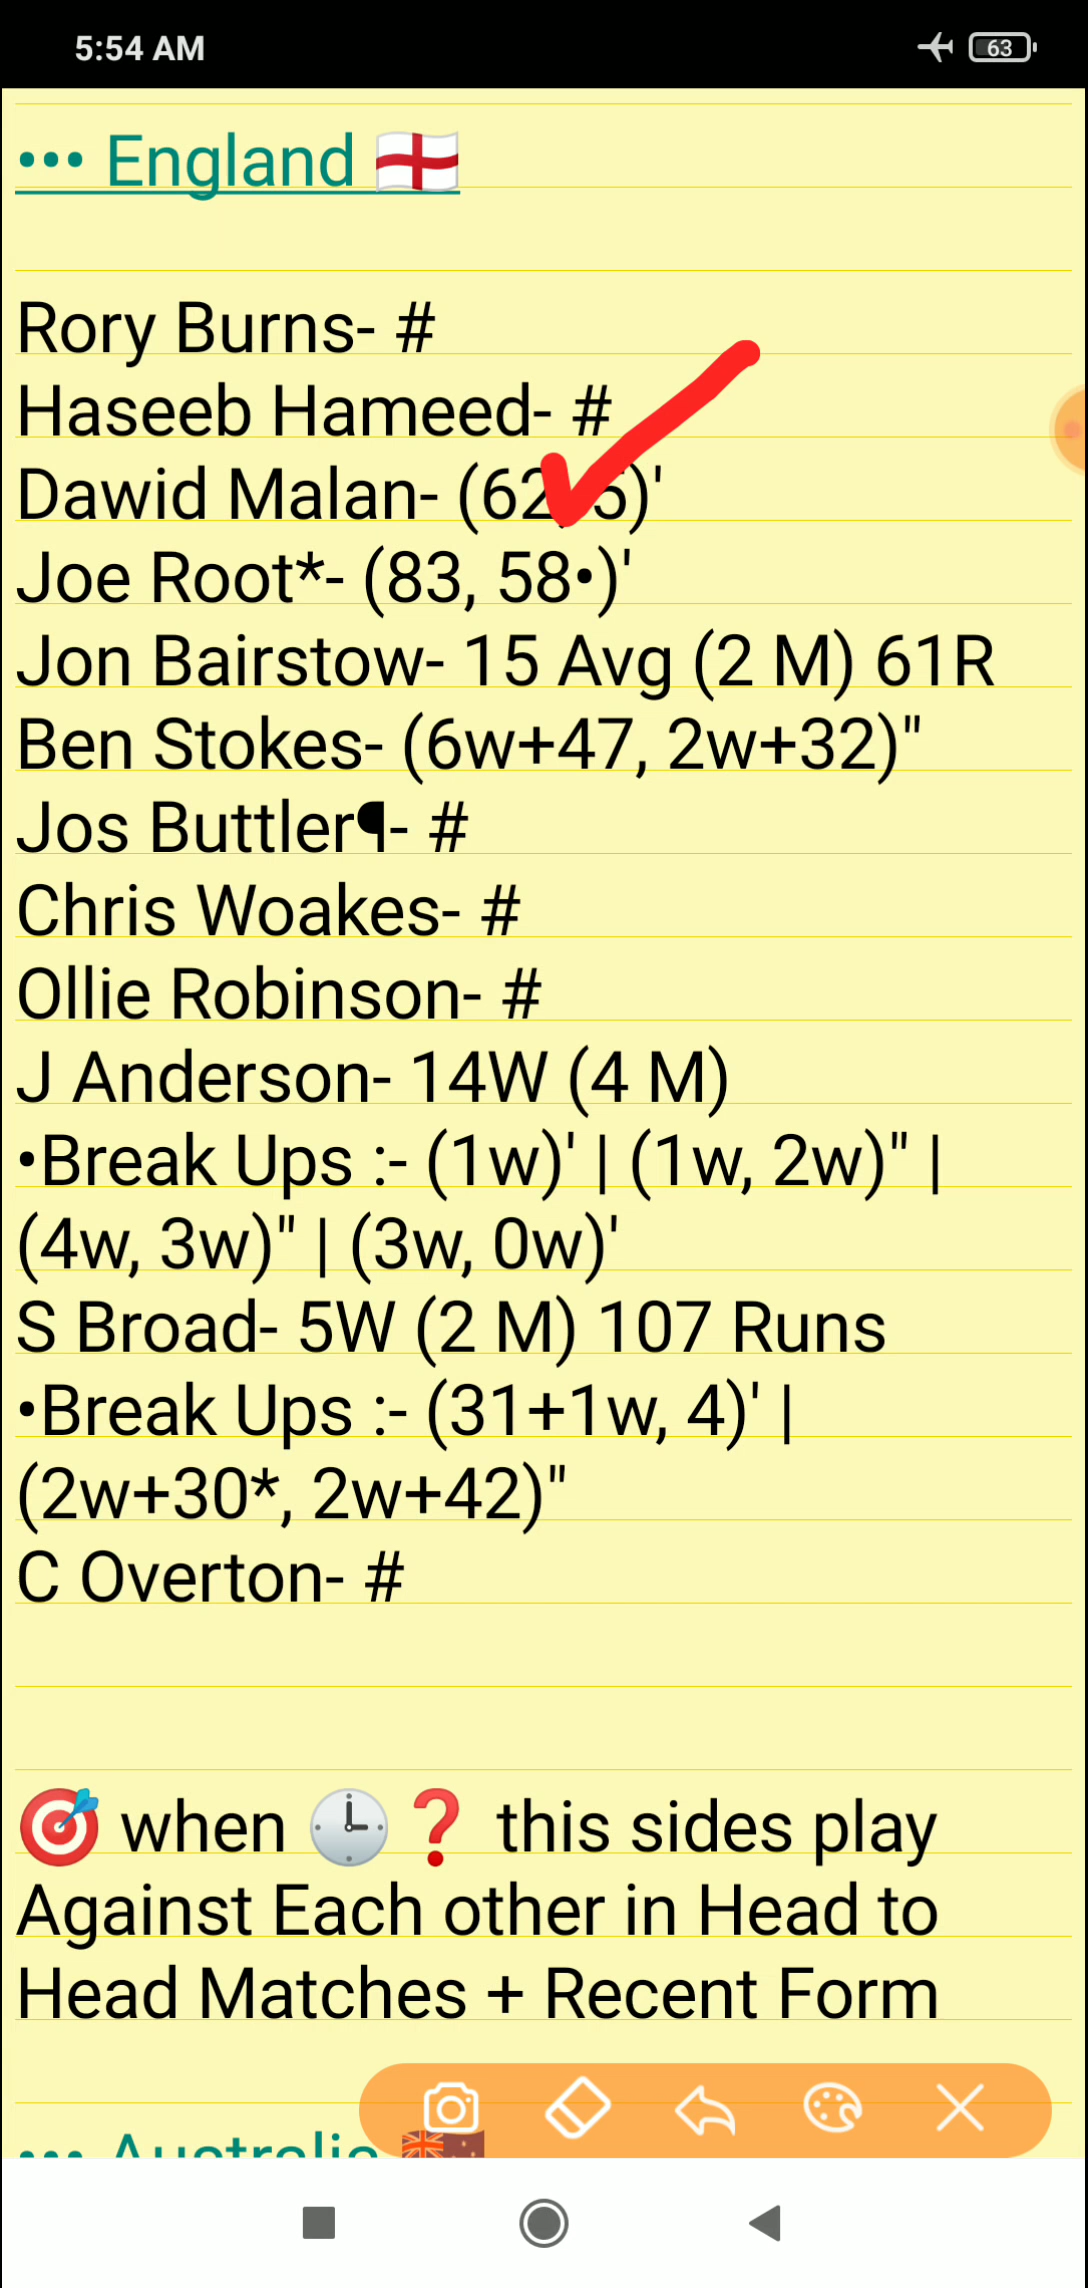 5:54 AM
63
••• England
Rory Burns- #
Haseeb Hameed- #
Dawid Malan- (62, 5)'
Joe Root*- (83, 58•)'
Jon Bairstow- 15 Avg (2 M) 61R
Ben Stokes- (6w+47, 2w+32)"
Jos Buttler¶- #
Chris Woakes- #
Ollie Robinson- #
J Anderson- 14W (4 M)
•Break Ups :- (1w)' | (1w, 2w)" |
(4w, 3w)" | (3w, 0w)'
S Broad- 5W (2 M) 107 Runs
•Break Ups :- (31+1w, 4)' |
(2w+30*, 2w+42)"
C Overton- #
🎯 when 🕒❓ this sides play
Against Each other in Head to
Head Matches + Recent Form
••• Australia